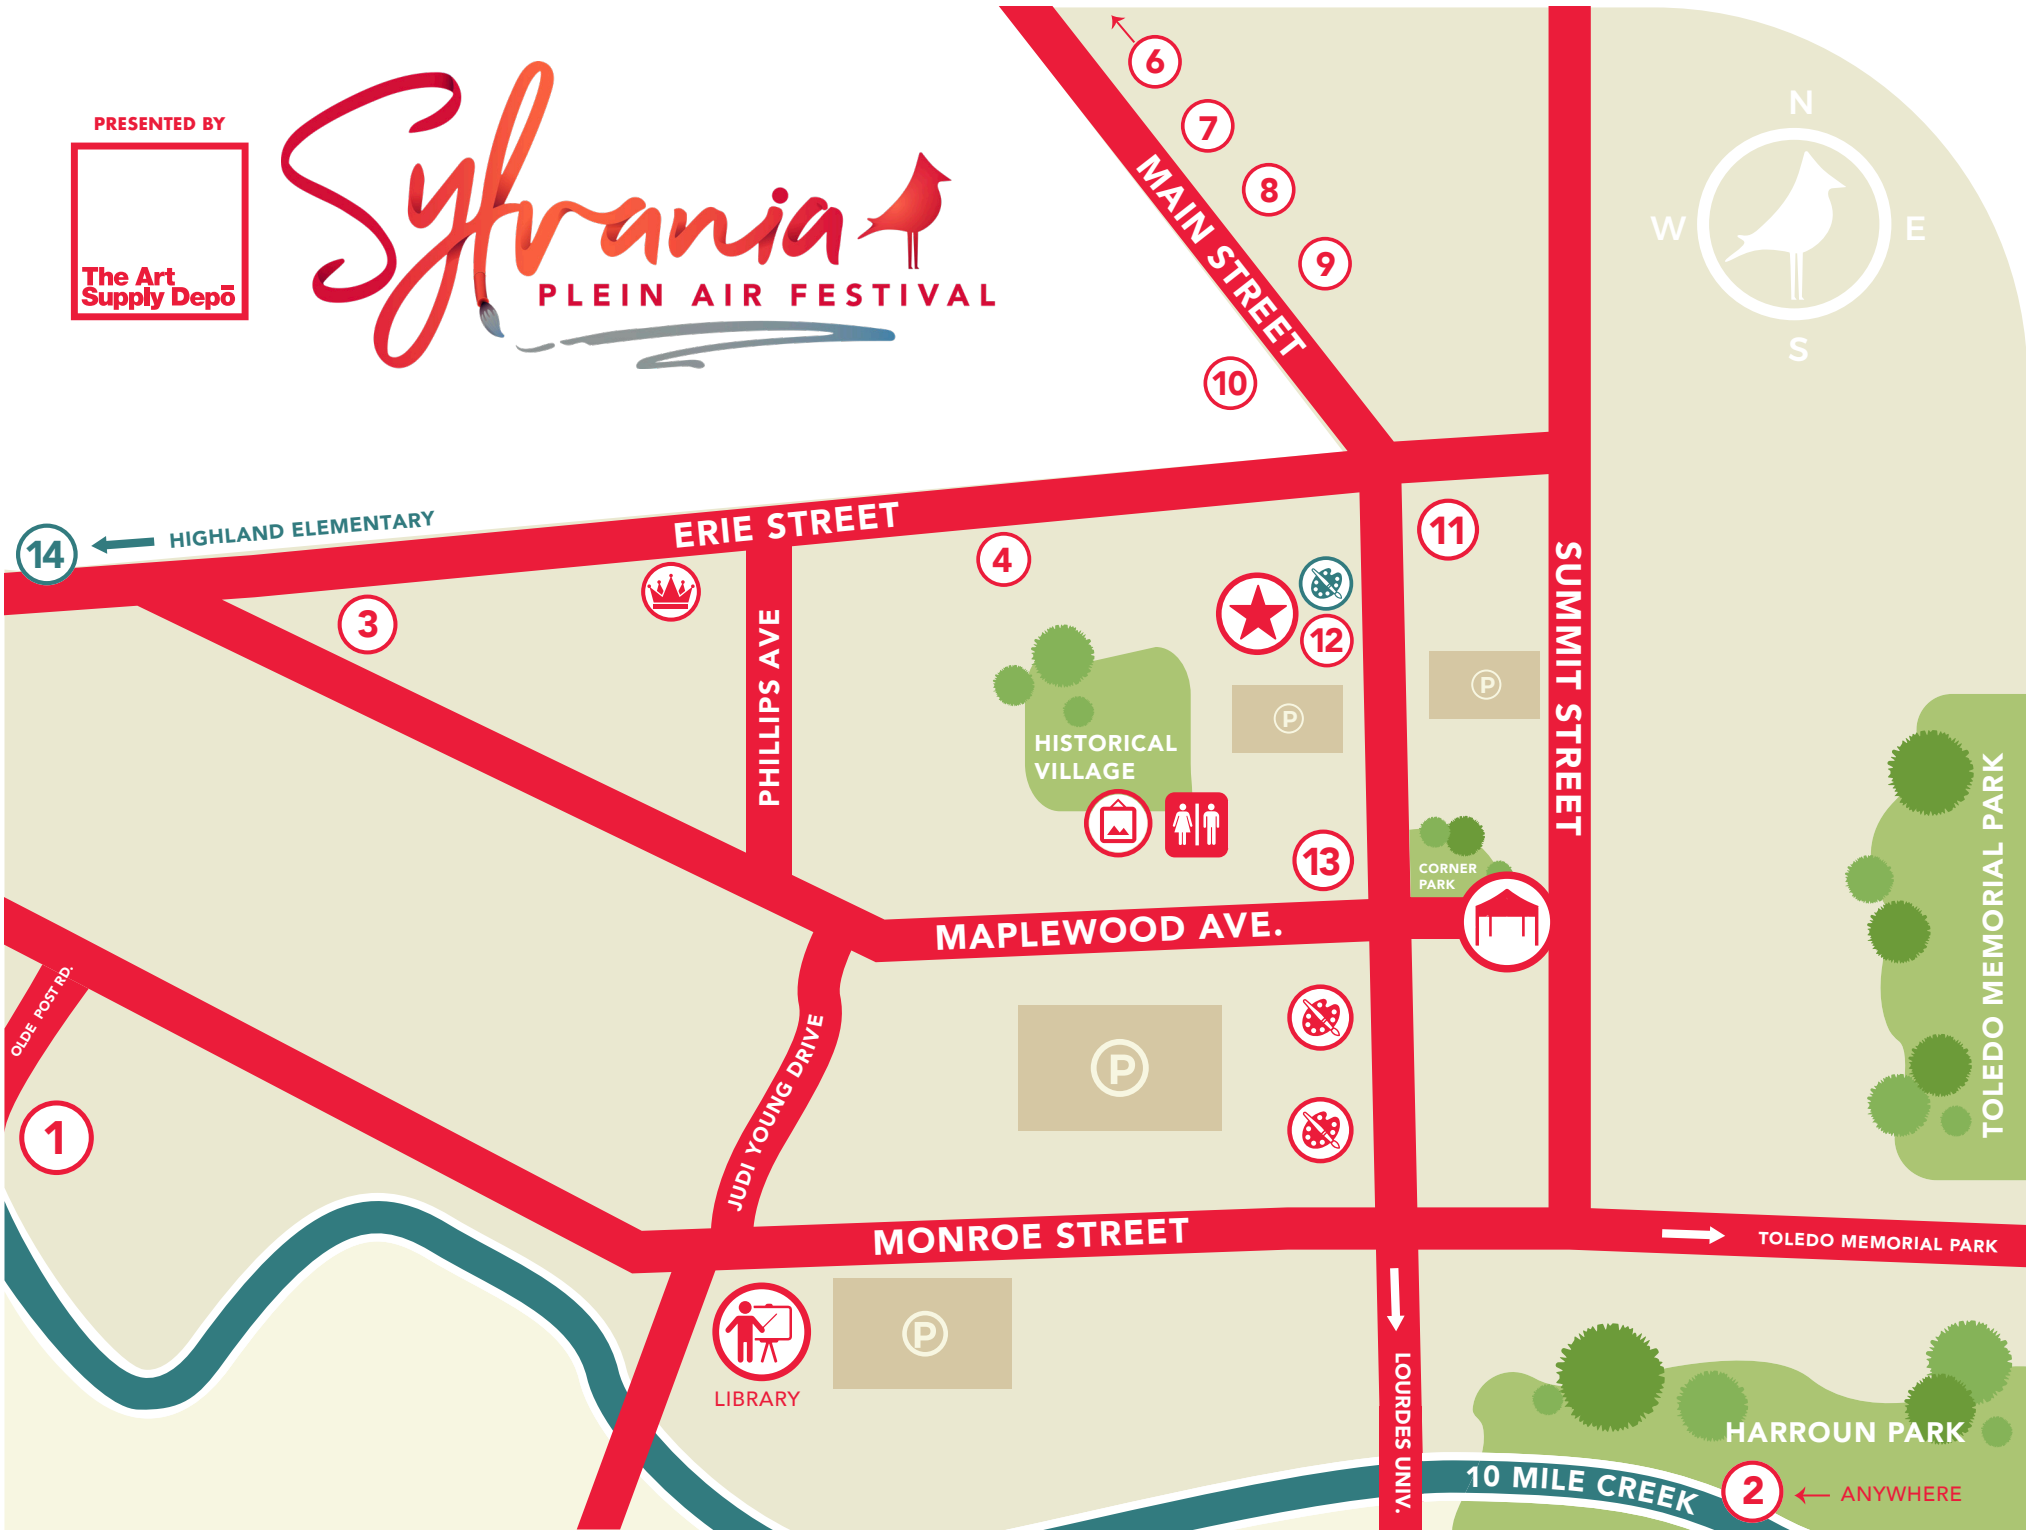 PRESENTED BY
The Art
Supply Depō
Sylvania
PLEIN AIR FESTIVAL
6
7
8
9
10
MAIN STREET
N
W
E
S
14
HIGHLAND ELEMENTARY
ERIE STREET
3
4
11
12
PHILLIPS AVE
SUMMIT STREET
P
P
HISTORICAL
VILLAGE
13
CORNER
PARK
TOLEDO MEMORIAL PARK
MAPLEWOOD AVE.
OLDE POST RD.
1
P
JUDI YOUNG DRIVE
MONROE STREET
TOLEDO MEMORIAL PARK
P
LIBRARY
LOURDES UNIV.
HARROUN PARK
10 MILE CREEK
2
ANYWHERE